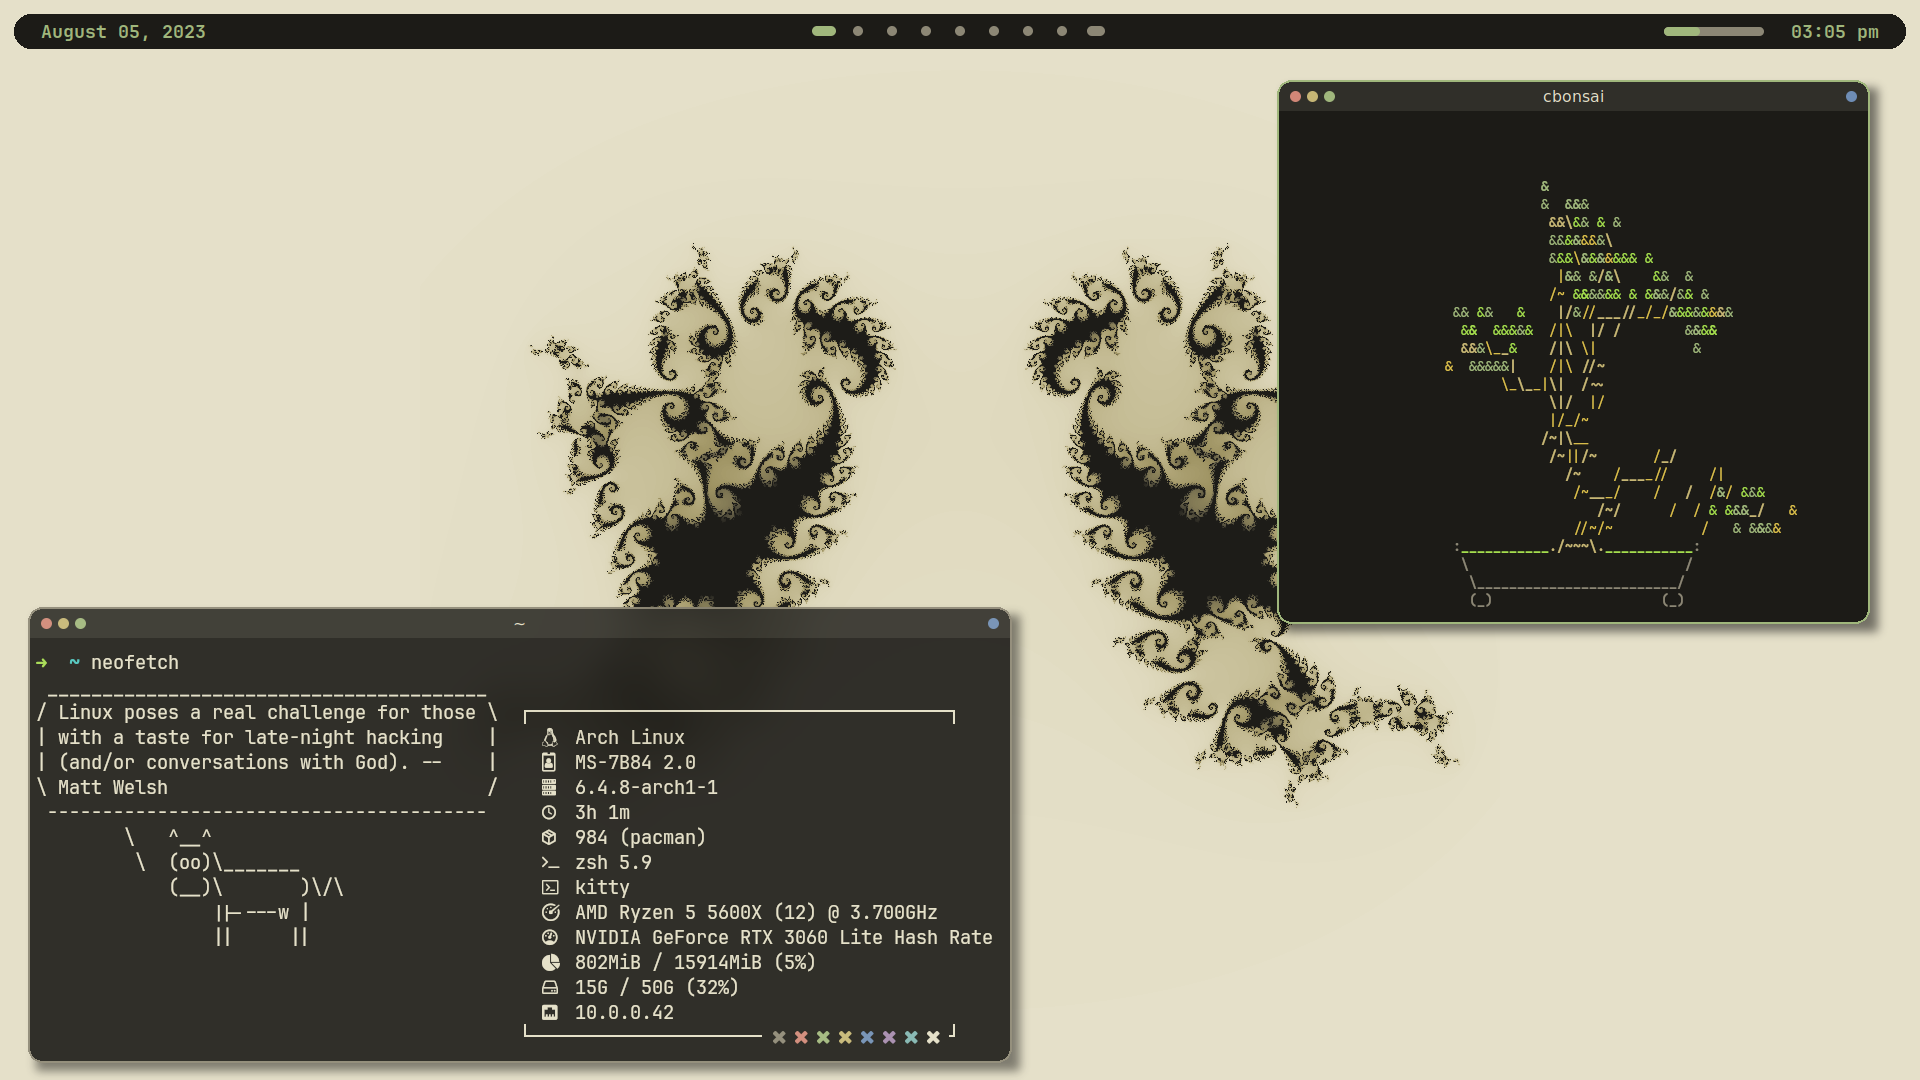 August 05, 2023
03:05 pm
cbonsai
~
➜ ~ neofetch
/ Linux poses a real challenge for those \
| with a taste for late-night hacking |
| (and/or conversations with God). -- |
\ Matt Welsh /
\ ^__^
\ (oo)\_______
(__)\ )\/\
||----w |
|| ||
Arch Linux
MS-7B84 2.0
6.4.8-arch1-1
3h 1m
984 (pacman)
zsh 5.9
kitty
AMD Ryzen 5 5600X (12) @ 3.700GHz
NVIDIA GeForce RTX 3060 Lite Hash Rate
802MiB / 15914MiB (5%)
15G / 50G (32%)
10.0.0.42